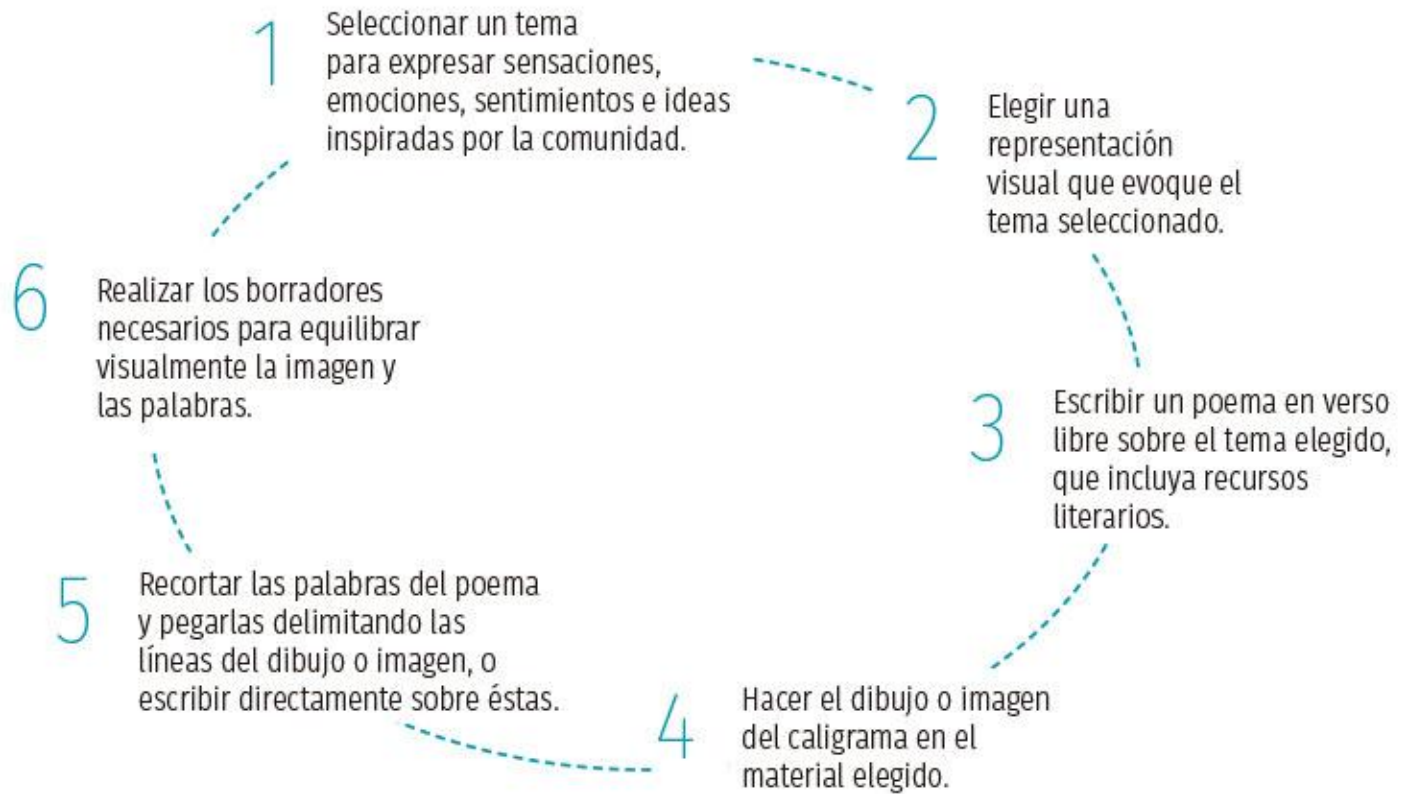 1
Seleccionar un tema
para expresar sensaciones,
emociones, sentimientos e ideas
inspiradas por la comunidad.
2
Elegir una
representación
visual que evoque el
tema seleccionado.
3
Escribir un poema en verso
libre sobre el tema elegido,
que incluya recursos
literarios.
4
Hacer el dibujo o imagen
del caligrama en el
material elegido.
5
Recortar las palabras del poema
y pegarlas delimitando las
líneas del dibujo o imagen, o
escribir directamente sobre éstas.
6
Realizar los borradores
necesarios para equilibrar
visualmente la imagen y
las palabras.